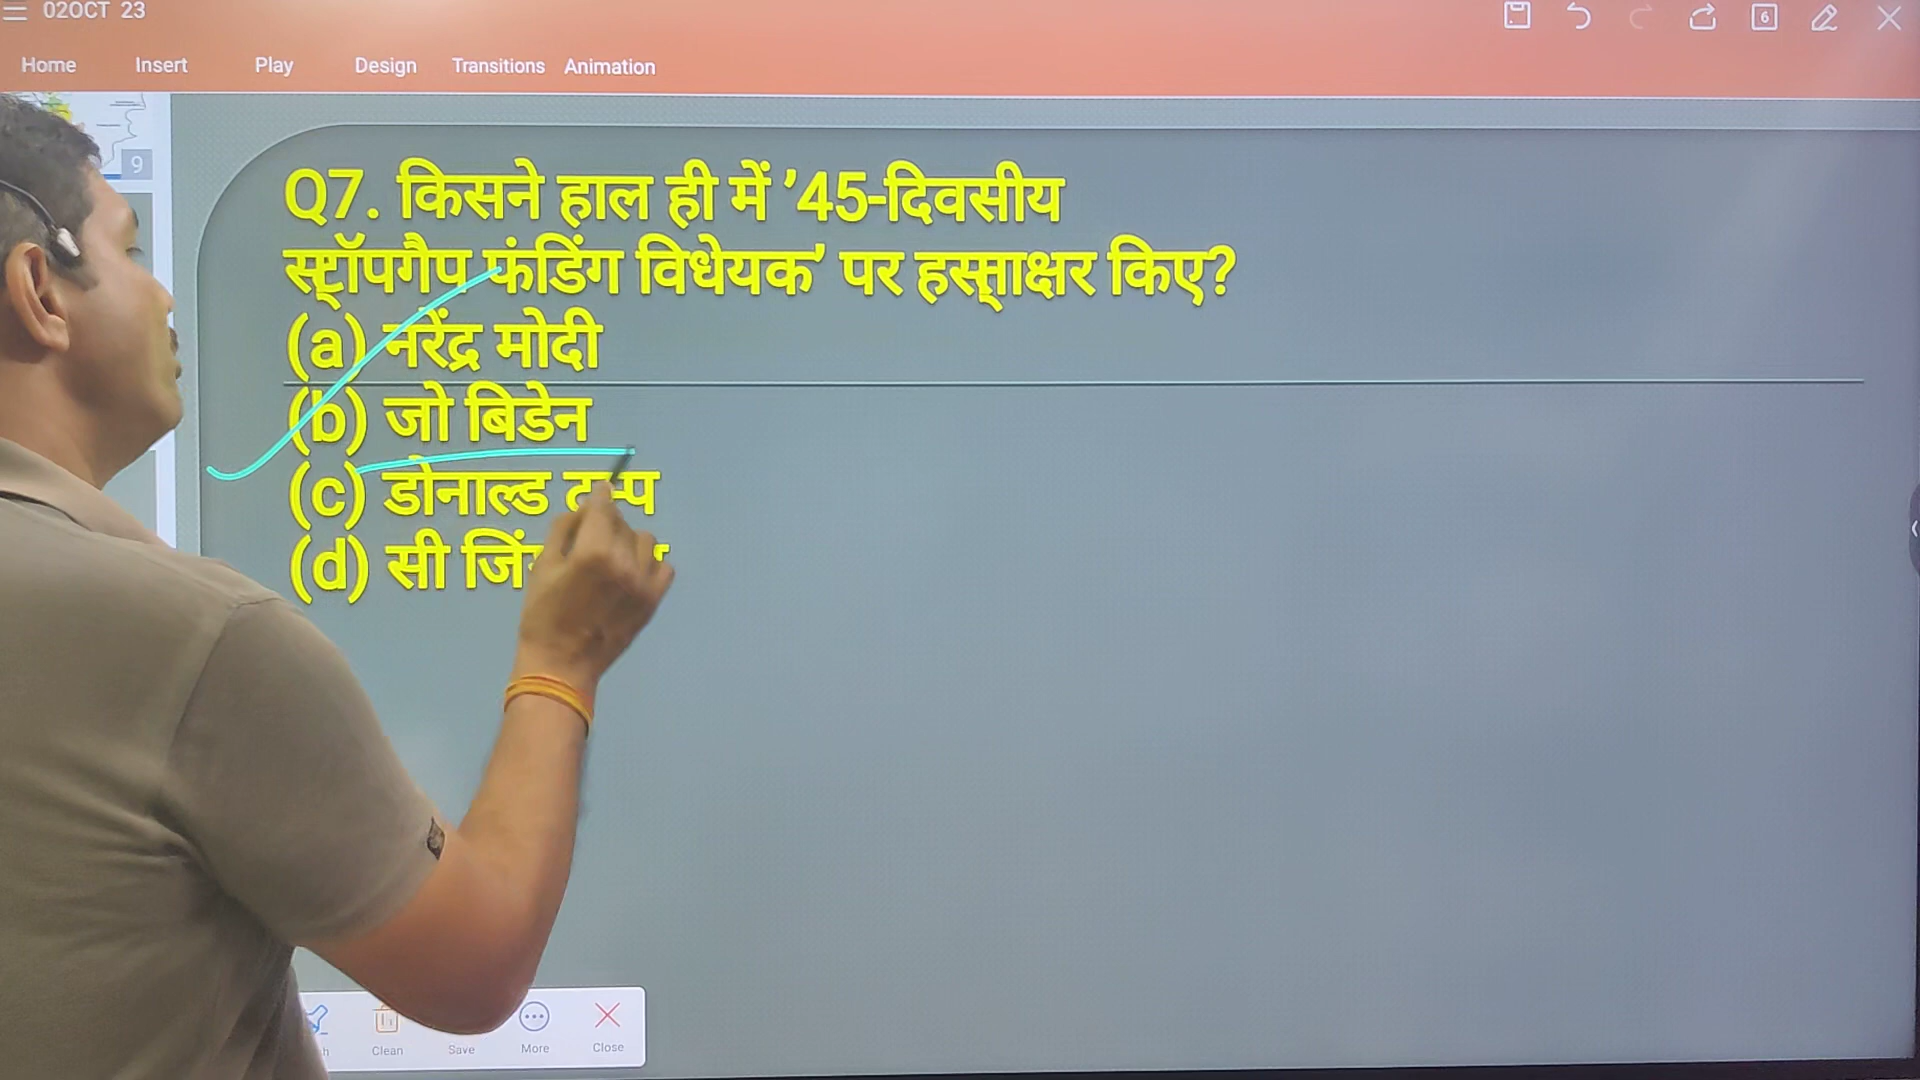 02OCT 23
6
Home Insert Play Design Transitions Animation
9
Q7. किसने हाल ही में ’45-दिवसीय
स्टॉपगैप फंडिंग विधेयक’ पर हस्ताक्षर किए?
(a) नरेंद्र मोदी
(b) जो बिडेन
(c) डोनाल्ड
(d) सी
Clean Save More Close